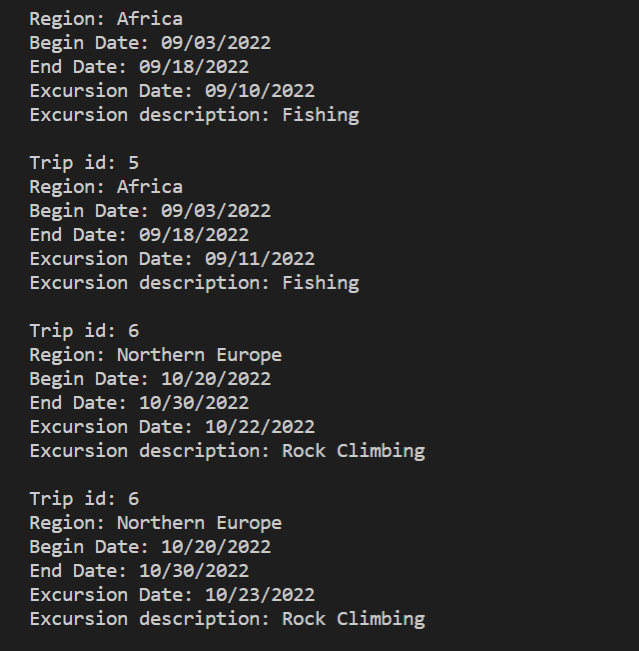 Region: Africa
Begin Date: 09/03/2022
End Date: 09/18/2022
Excursion Date: 09/10/2022
Excursion description: Fishing

Trip id: 5
Region: Africa
Begin Date: 09/03/2022
End Date: 09/18/2022
Excursion Date: 09/11/2022
Excursion description: Fishing

Trip id: 6
Region: Northern Europe
Begin Date: 10/20/2022
End Date: 10/30/2022
Excursion Date: 10/22/2022
Excursion description: Rock Climbing

Trip id: 6
Region: Northern Europe
Begin Date: 10/20/2022
End Date: 10/30/2022
Excursion Date: 10/23/2022
Excursion description: Rock Climbing